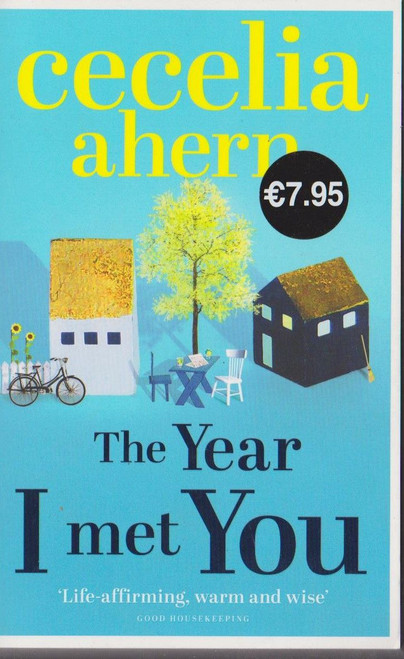 cecelia
ahern
€7.95
The Year
I met You
‘Life-affirming, warm and wise’
GOOD HOUSEKEEPING